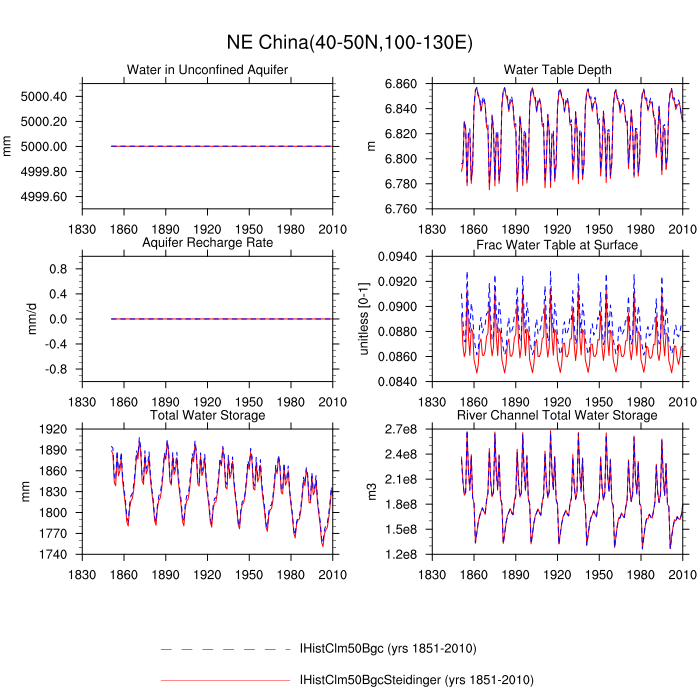 NE China(40-50N,100-130E)
Water in Unconfined Aquifer
5000.40
5000.20
5000.00
4999.80
4999.60
mm
1830 1860 1890 1920 1950 1980 2010
Water Table Depth
6.860
6.840
6.820
6.800
6.780
6.760
m
1830 1860 1890 1920 1950 1980 2010
Aquifer Recharge Rate
0.8
0.4
0.0
-0.4
-0.8
mm/d
1830 1860 1890 1920 1950 1980 2010
Frac Water Table at Surface
0.0940
0.0920
0.0900
0.0880
0.0860
0.0840
unitless [0-1]
1830 1860 1890 1920 1950 1980 2010
Total Water Storage
1920
1890
1860
1830
1800
1770
1740
mm
1830 1860 1890 1920 1950 1980 2010
River Channel Total Water Storage
2.7e8
2.4e8
2.1e8
1.8e8
1.5e8
1.2e8
m3
1830 1860 1890 1920 1950 1980 2010
IHistClm50Bgc (yrs 1851-2010)
IHistClm50BgcSteidinger (yrs 1851-2010)